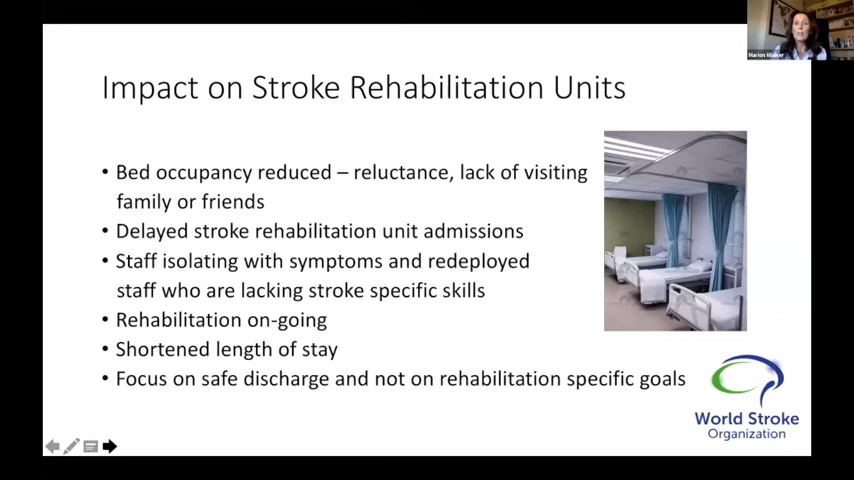 Marion Walker
Impact on Stroke Rehabilitation Units
• Bed occupancy reduced – reluctance, lack of visiting
family or friends
• Delayed stroke rehabilitation unit admissions
• Staff isolating with symptoms and redeployed
staff who are lacking stroke specific skills
• Rehabilitation on-going
• Shortened length of stay
• Focus on safe discharge and not on rehabilitation specific goals
World Stroke
Organization